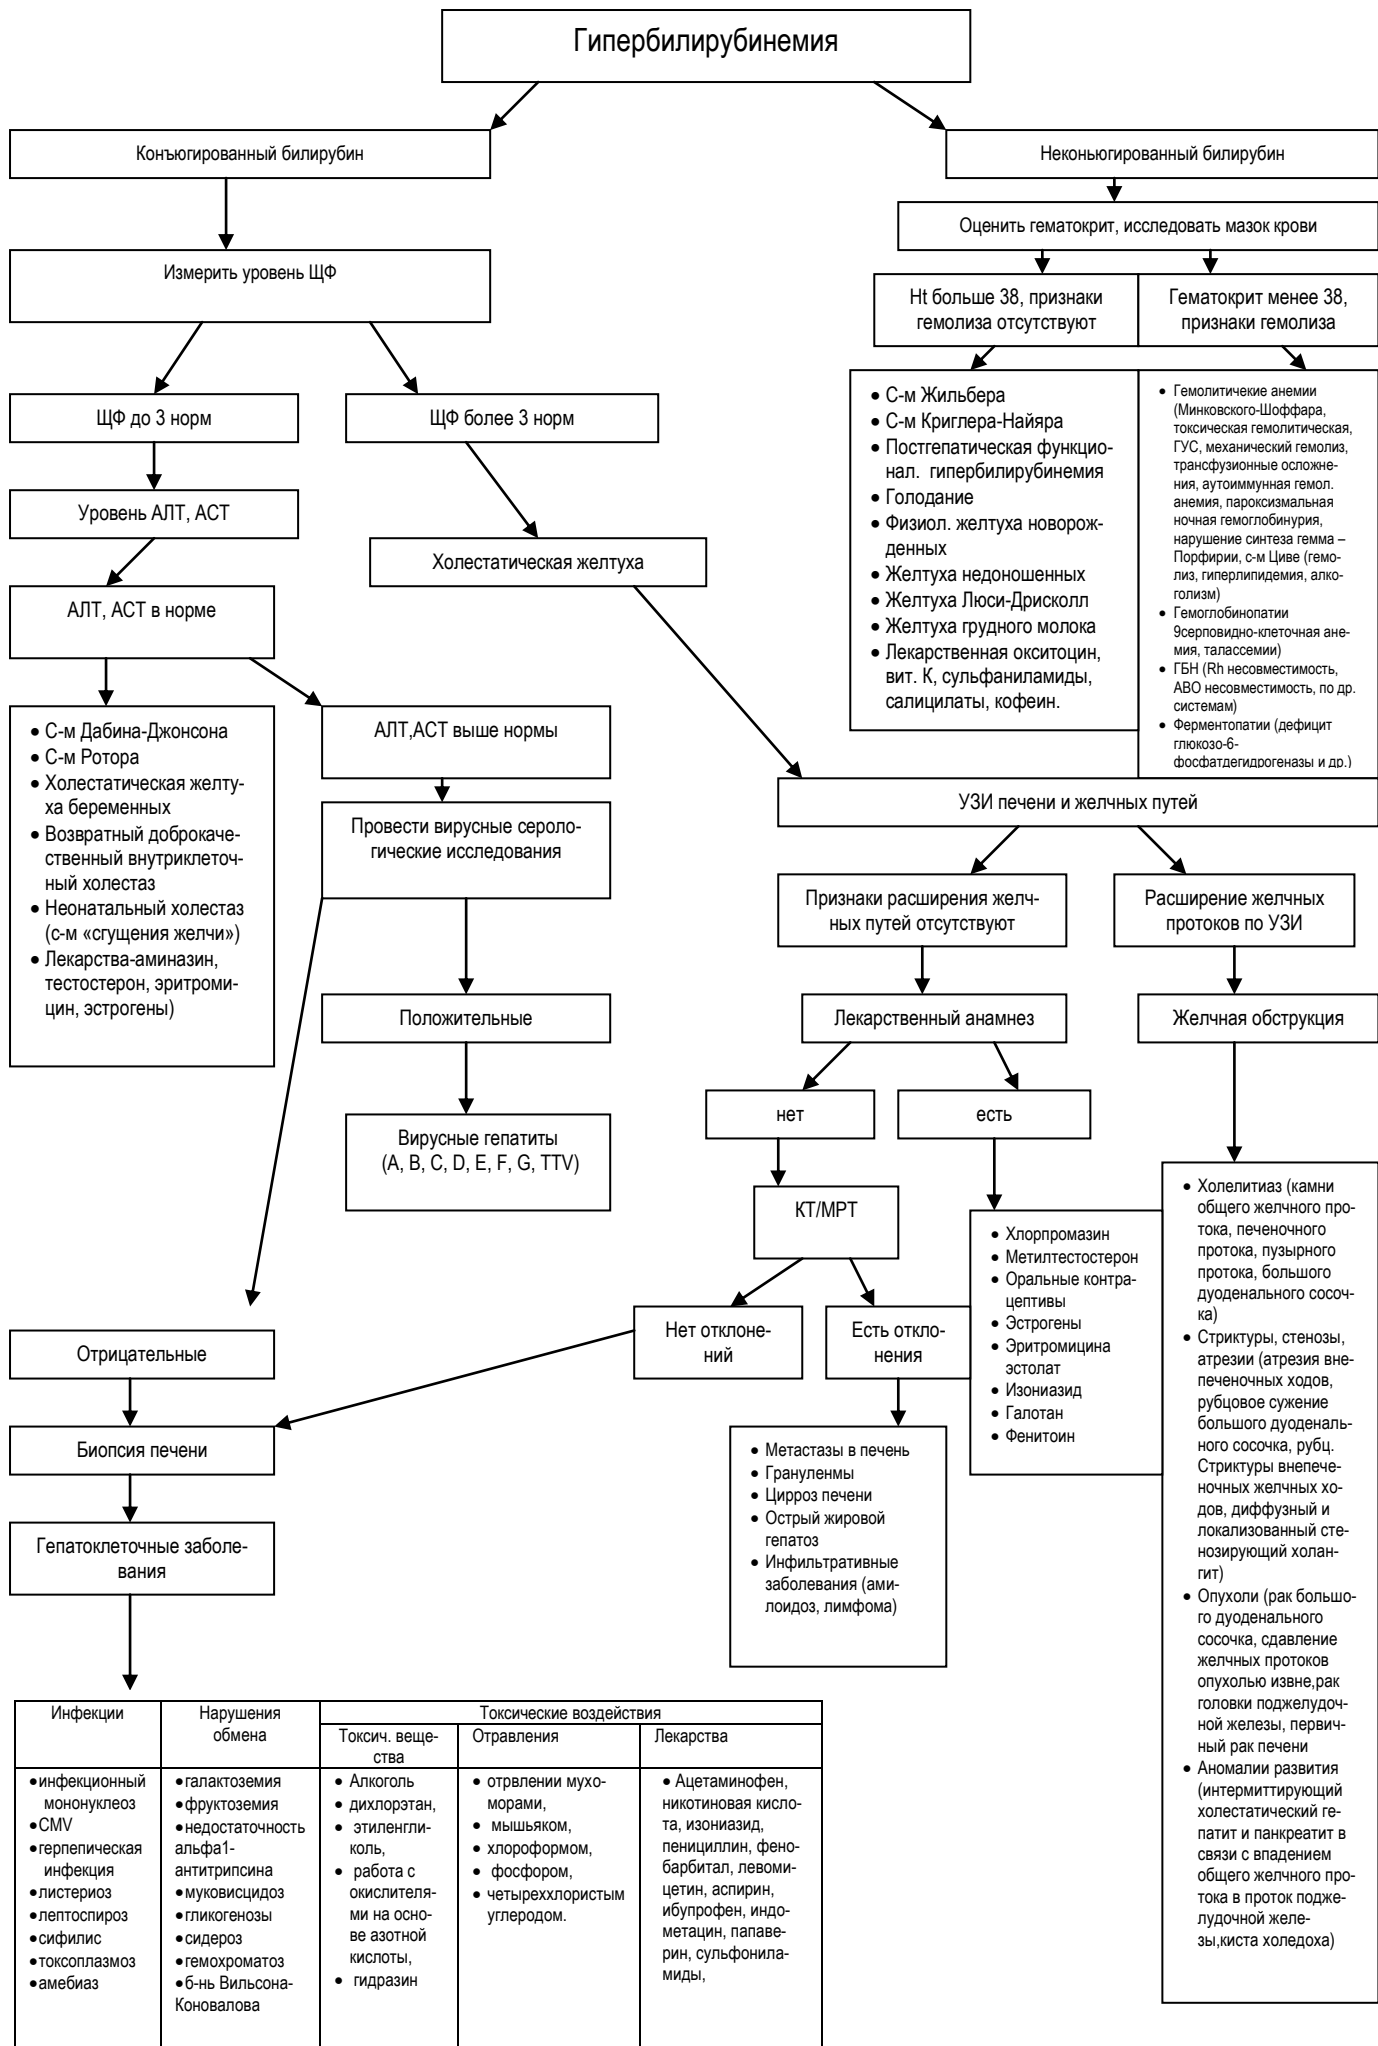 Гипербилирубинемия
Конъюгированный билирубин
Неконьюгированный билирубин
Оценить гематокрит, исследовать мазок крови
Измерить уровень ЩФ
Ht больше 38, признаки
гемолиза отсутствуют
Гематокрит менее 38,
признаки гемолиза
ЩФ до 3 норм
ЩФ более 3 норм
• С-м Жильбера
• С-м Криглера-Найяра
• Постгепатическая функцио-
нал. гипербилирубинемия
• Голодание
• Физиол. желтуха новорож-
денных
• Желтуха недоношенных
• Желтуха Люси-Дрисколл
• Желтуха грудного молока
• Лекарственная окситоцин,
вит. К, сульфаниламиды,
салицилаты, кофеин.
• Гемолитичекие анемии
(Минковского-Шоффара,
токсическая гемолитическая,
ГУС, механический гемолиз,
трансфузионные осложне-
ния, аутоиммунная гемол.
анемия, пароксизмальная
ночная гемоглобинурия,
нарушение синтеза гемма –
Порфирии, с-м Циве (гемо-
лиз, гиперлипидемия, алко-
голизм)
• Гемоглобинопатии
9серповидно-клеточная ане-
мия, талассемии)
• ГБН (Rh несовместимость,
АВО несовместимость, по др.
системам)
• Ферментопатии (дефицит
глюкозо-6-
фосфатдегидрогеназы и др.)
Уровень АЛТ, АСТ
Холестатическая желтуха
АЛТ, АСТ в норме
• С-м Дабина-Джонсона
• С-м Ротора
• Холестатическая желту-
ха беременных
• Возвратный доброкаче-
ственный внутриклеточ-
ный холестаз
• Неонатальный холестаз
(с-м «сгущения желчи»)
• Лекарства-аминазин,
тестостерон, эритроми-
цин, эстрогены)
АЛТ,АСТ выше нормы
УЗИ печени и желчных путей
Провести вирусные сероло-
гические исследования
Признаки расширения желч-
ных путей отсутствуют
Расширение желчных
протоков по УЗИ
Положительные
Лекарственный анамнез
Желчная обструкция
нет
есть
Вирусные гепатиты
(A, B, C, D, E, F, G, TTV)
КТ/МРТ
• Хлорпромазин
• Метилтестостерон
• Оральные контра-
цептивы
• Эстрогены
• Эритромицина
эстолат
• Изониазид
• Галотан
• Фенитоин
• Холелитиаз (камни
общего желчного про-
тока, печеночного
протока, пузырного
протока, большого
дуоденального сосоч-
ка)
• Стриктуры, стенозы,
атрезии (атрезия вне-
печеночных ходов,
рубцовое сужение
большого дуоденаль-
ного сосочка, рубц.
Стриктуры внепече-
ночных желчных хо-
дов, диффузный и
локализованный сте-
нозирующий холан-
гит)
• Опухоли (рак большо-
го дуоденального
сосочка, сдавление
желчных протоков
опухолью извне,рак
головки поджелудоч-
ной железы, первич-
ный рак печени
• Аномалии развития
(интермиттирующий
холестатический ге-
патит и панкреатит в
связи с впадением
общего желчного про-
тока в проток подже-
лудочной желе-
зы,киста холедоха)
Нет отклоне-
ний
Есть откло-
нения
Отрицательные
Биопсия печени
• Метастазы в печень
• Грануленмы
• Цирроз печени
• Острый жировой
гепатоз
• Инфильтративные
заболевания (ами-
лоидоз, лимфома)
Гепатоклеточные заболе-
вания
Инфекции
Нарушения
обмена
Токсические воздействия
Токсич. веще-
ства
Отравления
Лекарства
•инфекционный
мононуклеоз
•CMV
•герпепическая
инфекция
•листериоз
•лептоспироз
•сифилис
•токсоплазмоз
•амебиаз
•галактоземия
•фруктоземия
•недостаточность
альфа1-
антитрипсина
•муковисцидоз
•гликогенозы
•сидероз
•гемохроматоз
•б-нь Вильсона-
Коновалова
• Алкоголь
• дихлорэтан,
• этиленгли-
коль,
• работа с
окислителя-
ми на осно-
ве азотной
кислоты,
• гидразин
• отрвлении мухо-
морами,
• мышьяком,
• хлороформом,
• фосфором,
• четыреххлористым
углеродом.
• Ацетаминофен,
никотиновая кисло-
та, изониазид,
пенициллин, фено-
барбитал, левоми-
цетин, аспирин,
ибупрофен, индо-
метацин, папаве-
рин, сульфонила-
миды,